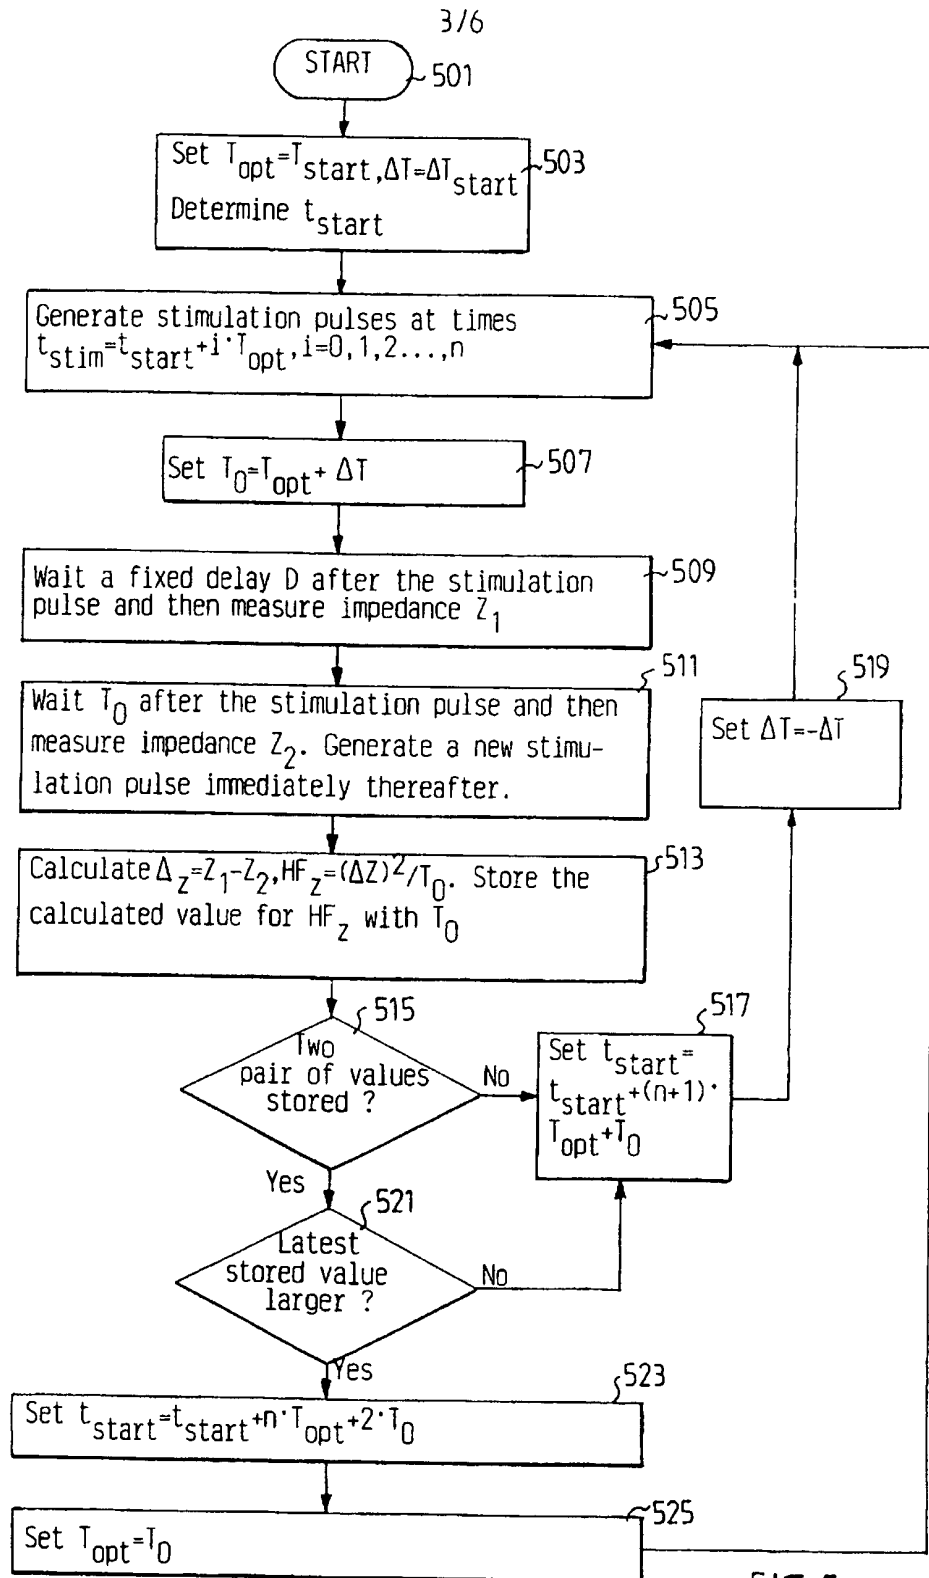 3/6
START
501
Set T_opt=T_start,ΔT=ΔT_start
Determine t_start
503
Generate stimulation pulses at times
t_stim=t_start+i·T_opt,i=0,1,2...,n
505
Set T_0=T_opt+ ΔT
507
Wait a fixed delay D after the stimulation
pulse and then measure impedance Z_1
509
Wait T_0 after the stimulation pulse and then
measure impedance Z_2. Generate a new stimu-
lation pulse immediately thereafter.
511
519
Set ΔT=-ΔT
Calculate Δ_z=Z_1-Z_2,HF_z=(ΔZ)^2/T_0. Store the
calculated value for HF_z with T_0
513
515
Two
pair of values
stored ?
No
Yes
517
Set t_start=
t_start+(n+1)·
T_opt+T_0
521
Latest
stored value
larger ?
No
Yes
523
Set t_start=t_start+n·T_opt+2·T_0
525
Set T_opt=T_0